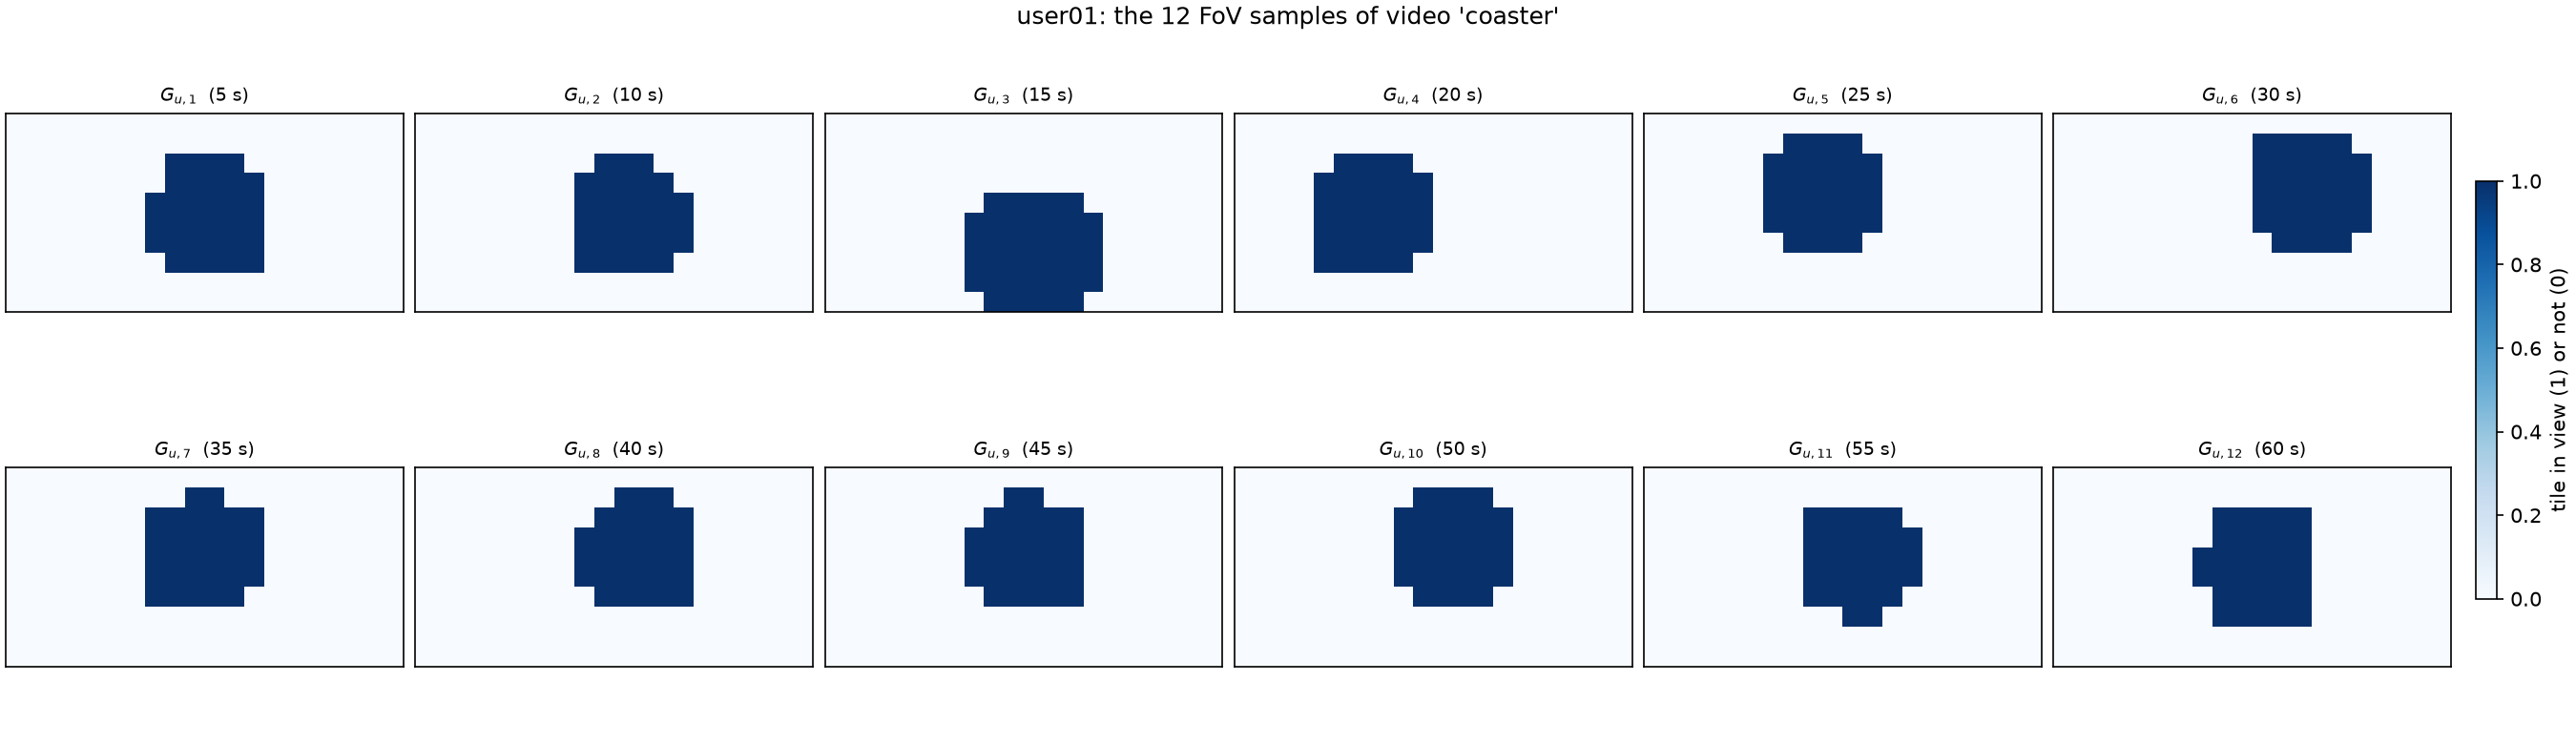 user01: the 12 FoV samples of video 'coaster'
G_{u,1} (5 s)
G_{u,2} (10 s)
G_{u,3} (15 s)
G_{u,4} (20 s)
G_{u,5} (25 s)
G_{u,6} (30 s)
G_{u,7} (35 s)
G_{u,8} (40 s)
G_{u,9} (45 s)
G_{u,10} (50 s)
G_{u,11} (55 s)
G_{u,12} (60 s)
1.0
0.8
0.6
0.4
0.2
0.0
tile in view (1) or not (0)